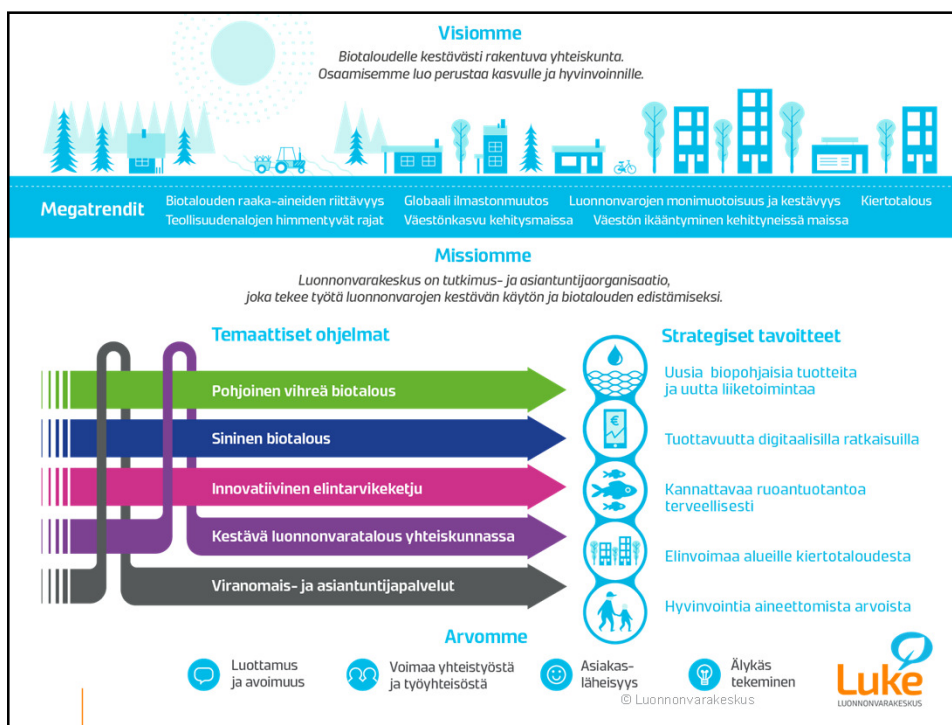 Visiomme
Biotaloudelle kestävästi rakentuva yhteiskunta.
Osaamisemme luo perustaa kasvulle ja hyvinvoinnille.
Megatrendit
Biotalouden raaka-aineiden riittävyys Globaali ilmastonmuutos Luonnonvarojen monimuotoisuus ja kestävyys Kiertotalous
Teollisuudenalojen himmentyvät rajat Väestönkasvu kehitysmaissa Väestön ikääntyminen kehittyneissä maissa
Missiomme
Luonnonvarakeskus on tutkimus- ja asiantuntijaorganisaatio,
joka tekee työtä luonnonvarojen kestävän käytön ja biotalouden edistämiseksi.
Temaattiset ohjelmat
Pohjoinen vihreä biotalous
Sininen biotalous
Innovatiivinen elintarvikeketju
Kestävä luonnonvaratalous yhteiskunnassa
Viranomais- ja asiantuntijapalvelut
Strategiset tavoitteet
Uusia biopohjaisia tuotteita
ja uutta liiketoimintaa
€
Tuottavuutta digitaalisilla ratkaisuilla
Kannattavaa ruoantuotantoa
terveellisesti
Elinvoimaa alueille kiertotaloudesta
Hyvinvointia aineettomista arvoista
Arvomme
Luottamus
ja avoimuus
Voimaa yhteistyöstä
ja työyhteisöstä
Asiakas-
läheisyys
Älykäs
tekeminen
© Luonnonvarakeskus
Luke
LUONNONVARAKESKUS